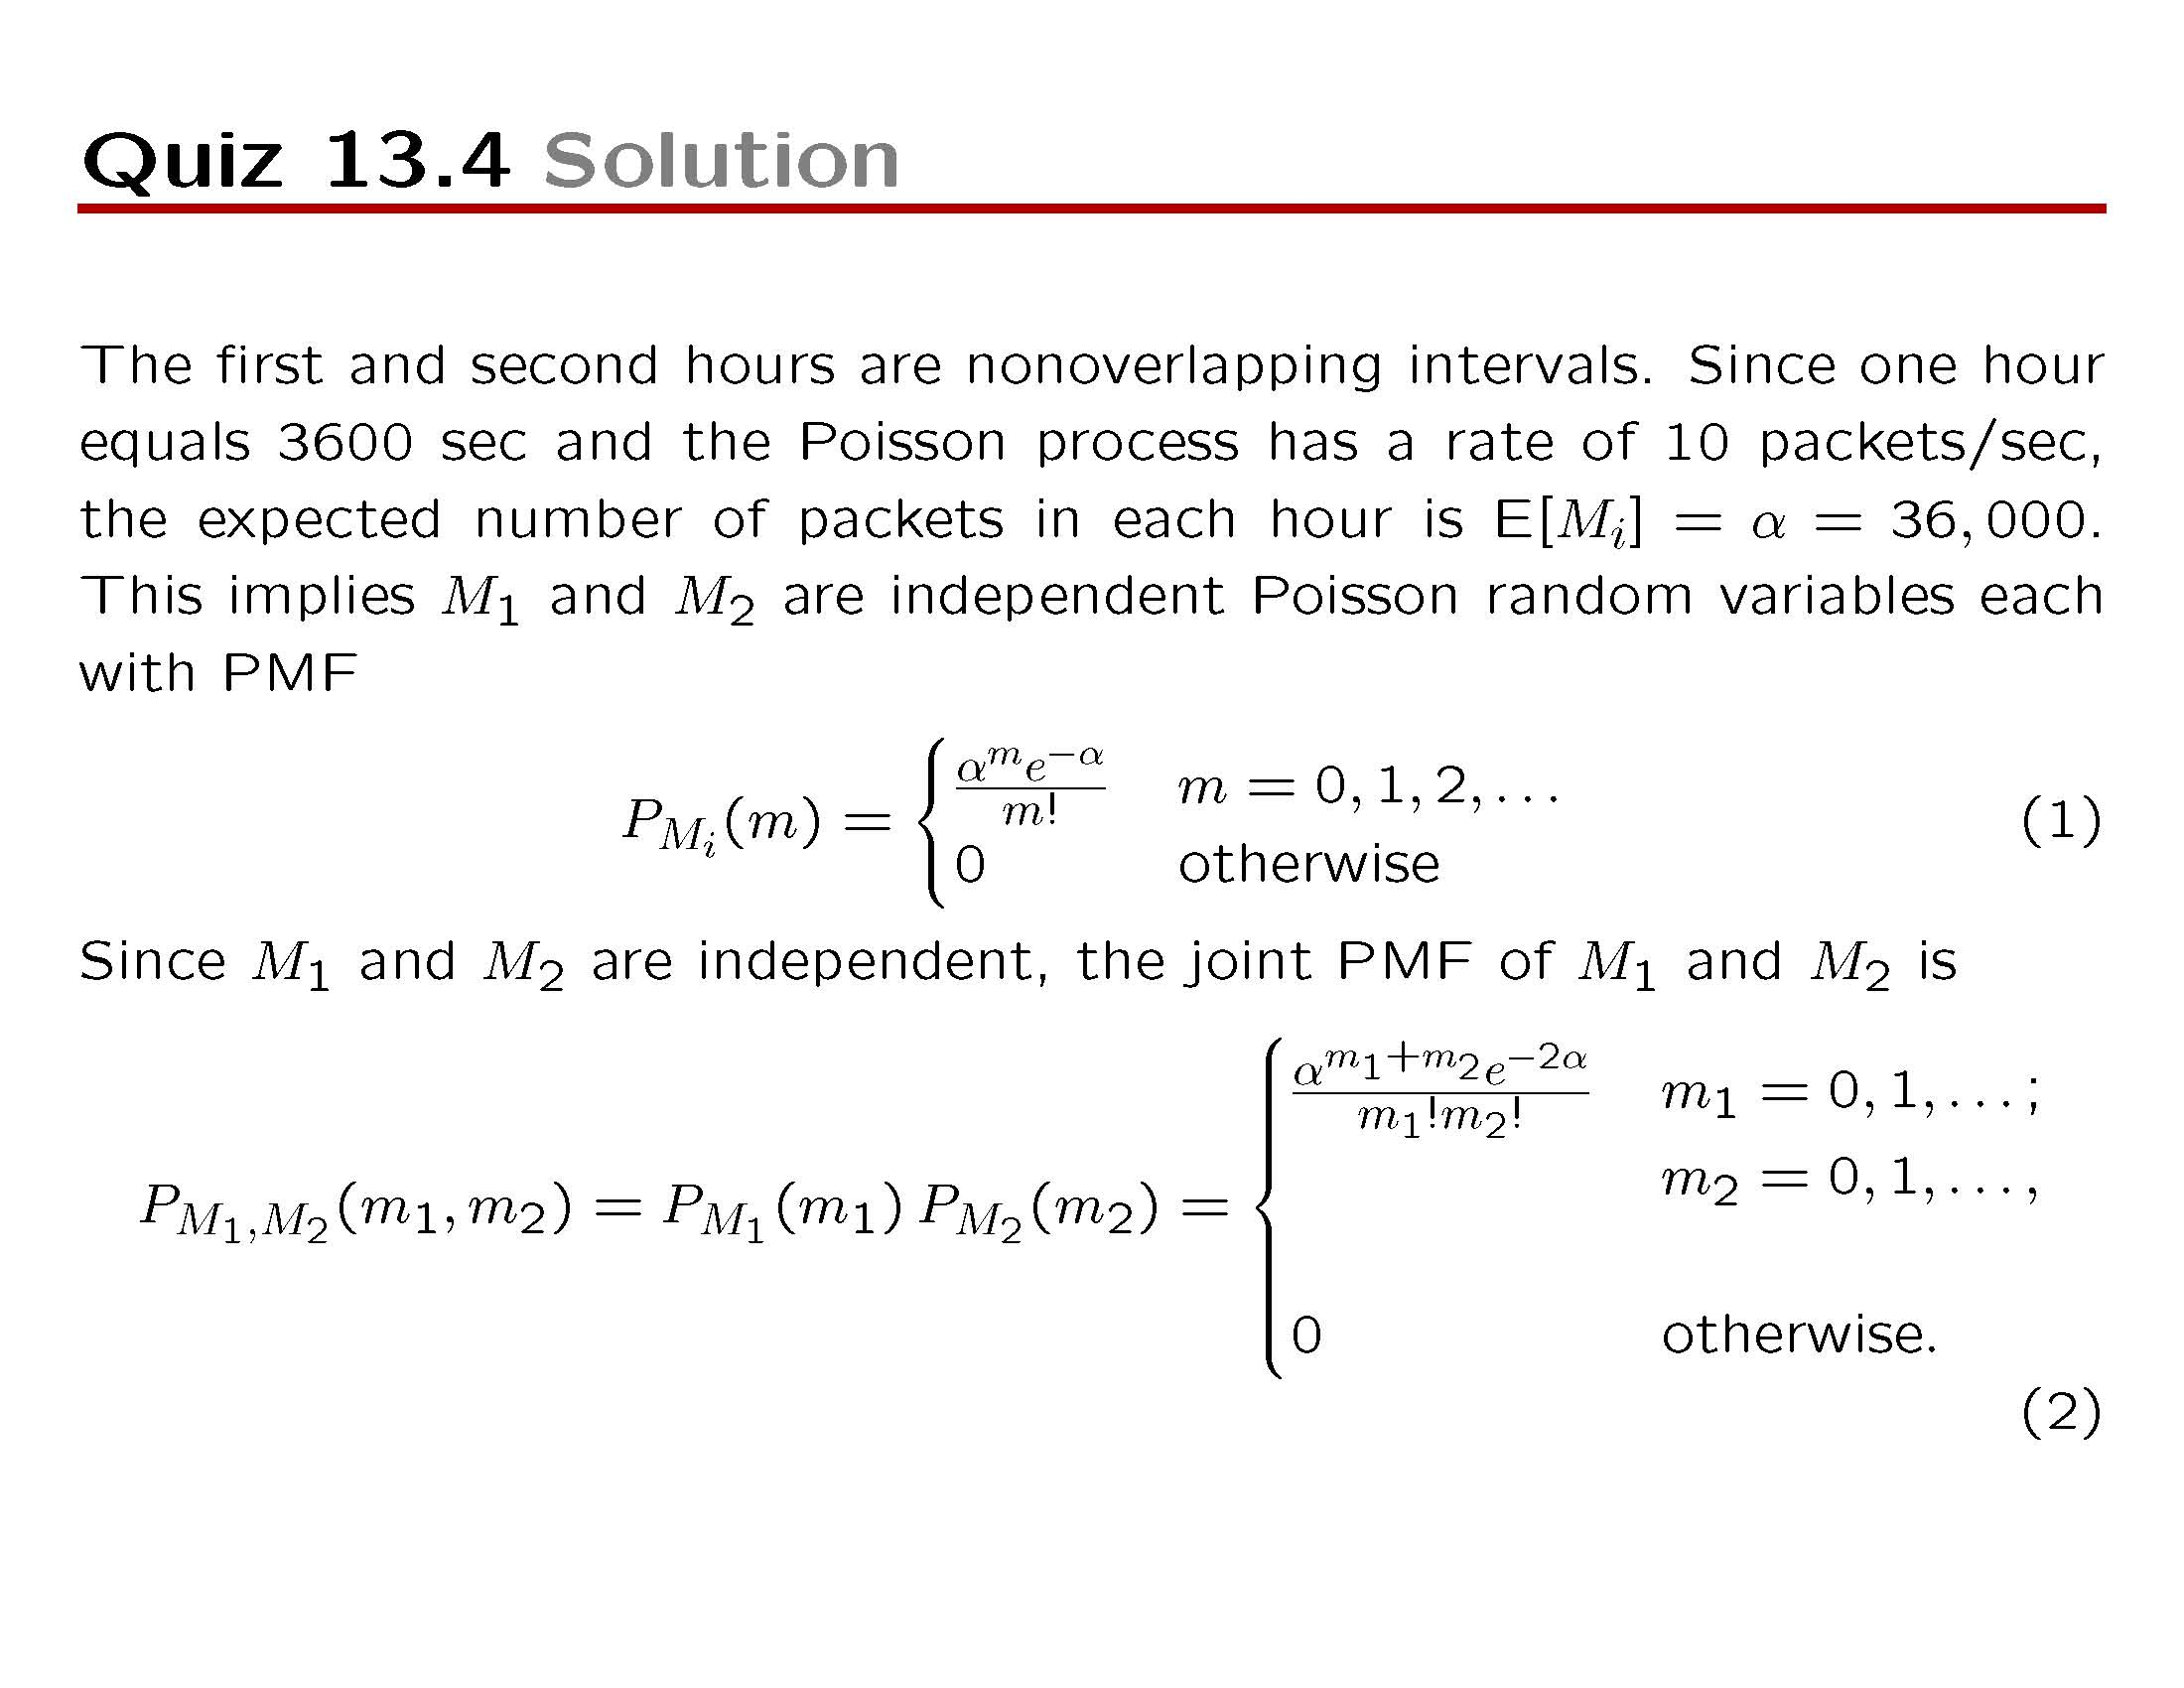 Quiz 13.4 Solution
The first and second hours are nonoverlapping intervals. Since one hour
equals 3600 sec and the Poisson process has a rate of 10 packets/sec,
the expected number of packets in each hour is E[M_i] = α = 36,000.
This implies M_1 and M_2 are independent Poisson random variables each
with PMF
P_{M_i}(m) = { \frac{α^m e^{−α}}{m!} m = 0, 1, 2, . . .
0 otherwise (1)
Since M_1 and M_2 are independent, the joint PMF of M_1 and M_2 is
P_{M_1,M_2}(m_1, m_2) = P_{M_1}(m_1) P_{M_2}(m_2) = { \frac{α^{m_1+m_2} e^{−2α}}{m_1!m_2!} m_1 = 0, 1, . . . ;
m_2 = 0, 1, . . . ,
0 otherwise.
(2)